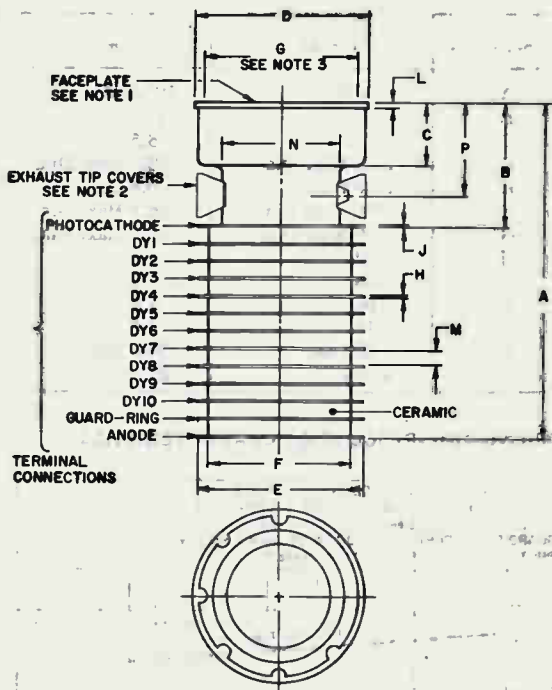 D
G
SEE NOTE 3
FACEPLATE
SEE NOTE 1
L
N
C
P
B
EXHAUST TIP COVERS
SEE NOTE 2
PHOTOCATHODE
J
DY1
DY2
DY3
H
DY4
DY5
DY6
A
DY7
M
DY8
DY9
DY10
CERAMIC
GUARD-RING
ANODE
TERMINAL
CONNECTIONS
F
E